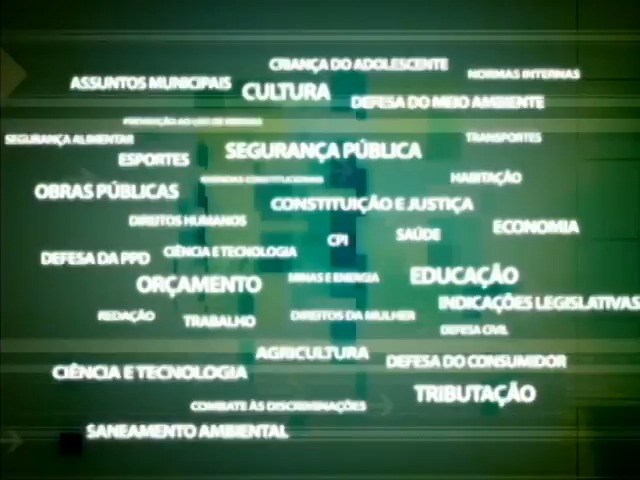 CRIANÇA DO ADOLESCENTE
NORMAS INTERNAS
ASSUNTOS MUNICIPAIS
CULTURA
DEFESA DO MEIO AMBIENTE
SEGURANÇA ALIMENTAR
TRANSPORTES
ESPORTES
SEGURANÇA PÚBLICA
HABITAÇÃO
OBRAS PÚBLICAS
CONSTITUIÇÃO E JUSTIÇA
DIREITOS HUMANOS
ECONOMIA
CPI
SAÚDE
DEFESA DA PPD
CIÊNCIA E TECNOLOGIA
ORÇAMENTO
MINAS E ENERGIA
EDUCAÇÃO
INDICAÇÕES LEGISLATIVAS
REDAÇÃO
TRABALHO
DIREITOS DA MULHER
DEFESA CIVIL
AGRICULTURA
DEFESA DO CONSUMIDOR
CIÊNCIA E TECNOLOGIA
TRIBUTAÇÃO
COMBATE ÀS DISCRIMINAÇÕES
SANEAMENTO AMBIENTAL